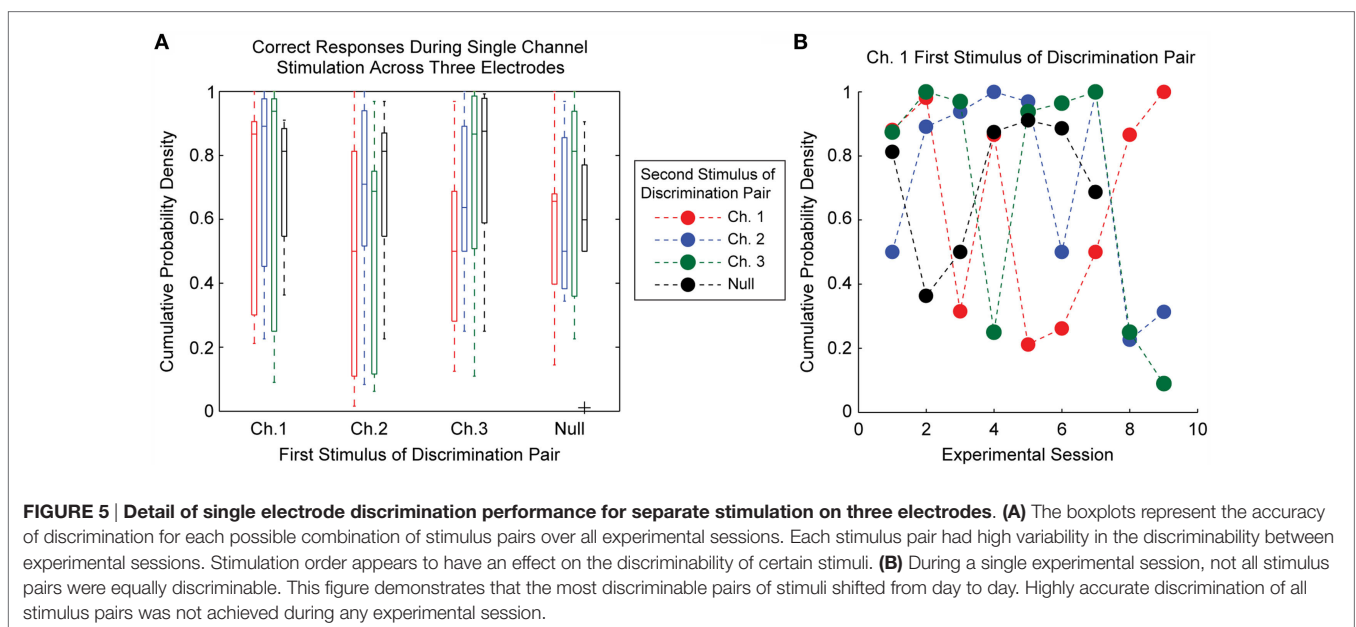 A
Correct Responses During Single Channel
Stimulation Across Three Electrodes
Cumulative Probability Density
1
0.8
0.6
0.4
0.2
0
Ch.1 Ch.2 Ch.3 Null
First Stimulus of Discrimination Pair
Second Stimulus of
Discrimination Pair
Ch. 1
Ch. 2
Ch. 3
Null
B
Ch. 1 First Stimulus of Discrimination Pair
Cumulative Probability Density
1
0.8
0.6
0.4
0.2
0
0 2 4 6 8 10
Experimental Session
FIGURE 5 | Detail of single electrode discrimination performance for separate stimulation on three electrodes. (A) The boxplots represent the accuracy
of discrimination for each possible combination of stimulus pairs over all experimental sessions. Each stimulus pair had high variability in the discriminability between
experimental sessions. Stimulation order appears to have an effect on the discriminability of certain stimuli. (B) During a single experimental session, not all stimulus
pairs were equally discriminable. This figure demonstrates that the most discriminable pairs of stimuli shifted from day to day. Highly accurate discrimination of all
stimulus pairs was not achieved during any experimental session.